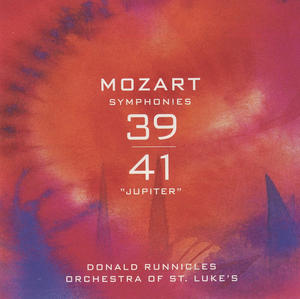 MOZART
SYMPHONIES
39
41
"JUPITER"
DONALD RUNNICLES
ORCHESTRA OF ST. LUKE'S